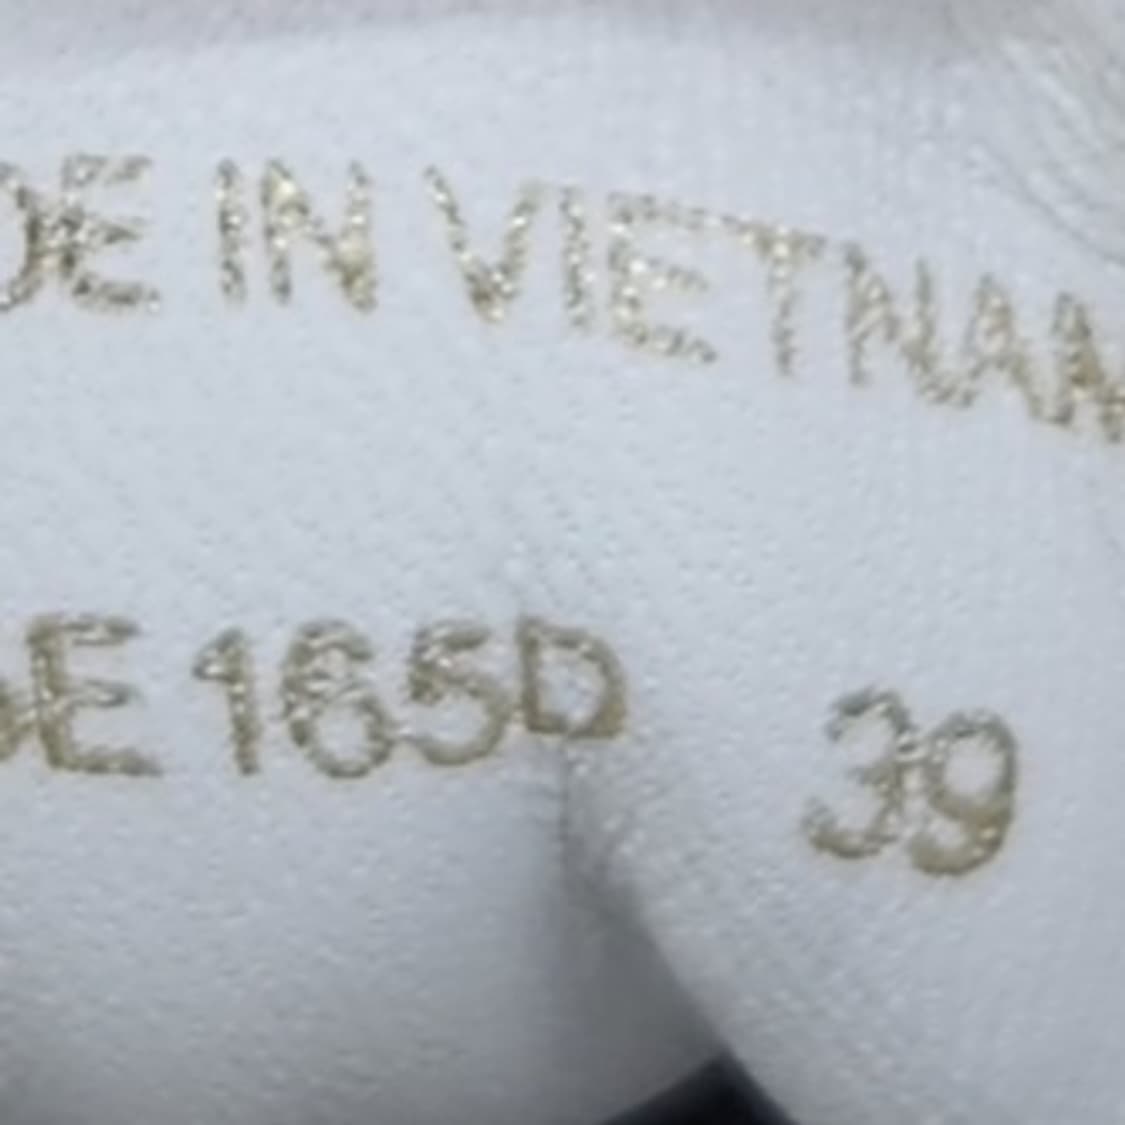 DE IN VIETNAM
E 165D 39